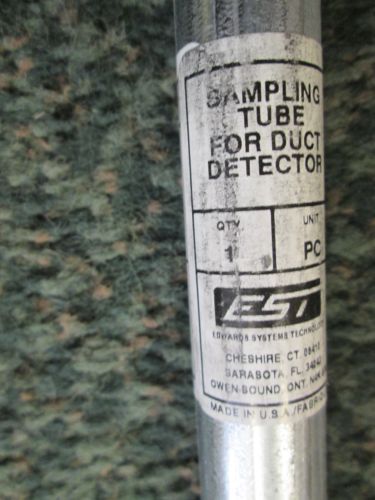 SAMPLING
TUBE
FOR DUCT
DETECTOR
QTY. UNIT
1 PC
EST
EDWARDS SYSTEMS TECHNOLOGY
CHESHIRE, CT. 06410
SARASOTA, FL.
OWEN SOUND, ONT.
MADE IN U.S.A./